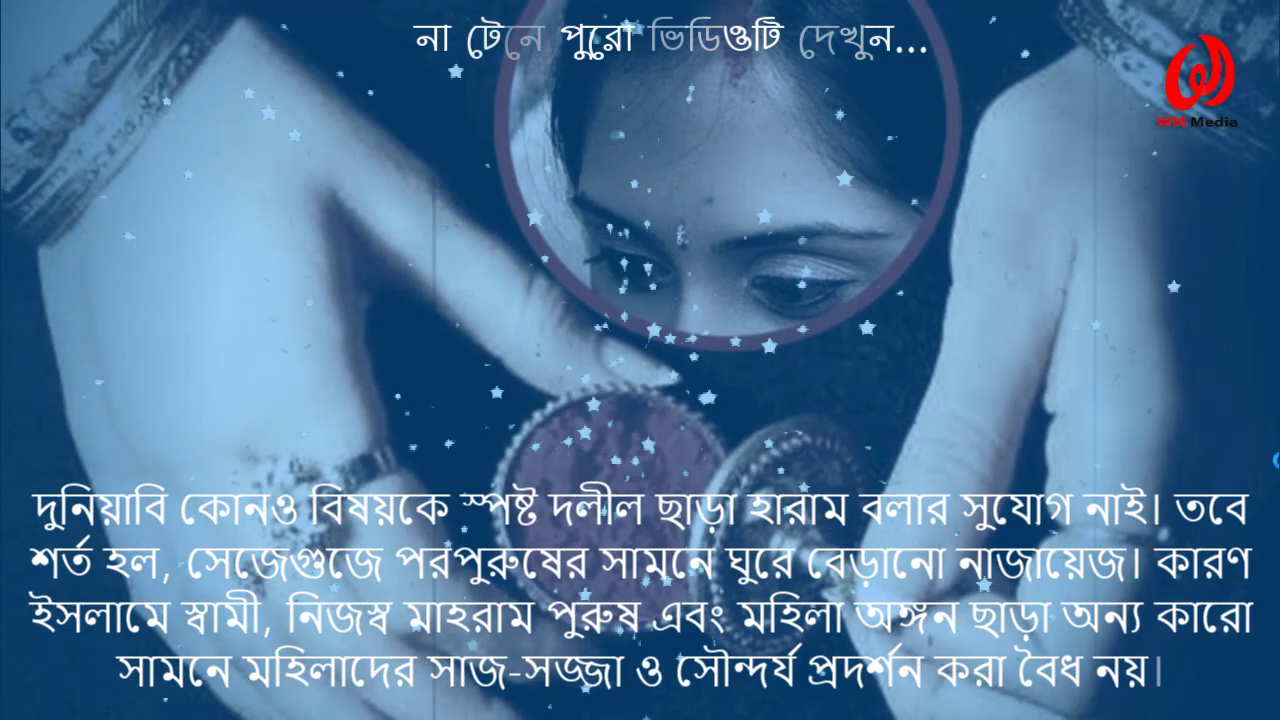 না টেনে পুরো ভিডিওটি দেখুন...
WM Media
দুনিয়াবি কোনও বিষয়কে স্পষ্ট দলীল ছাড়া হারাম বলার সুযোগ নাই। তবে
শর্ত হল, সেজেগুজে পরপুরুষের সামনে ঘুরে বেড়ানো নাজায়েজ। কারণ
ইসলামে স্বামী, নিজস্ব মাহরাম পুরুষ এবং মহিলা অঙ্গন ছাড়া অন্য কারো
সামনে মহিলাদের সাজ-সজ্জা ও সৌন্দর্য প্রদর্শন করা বৈধ নয়।